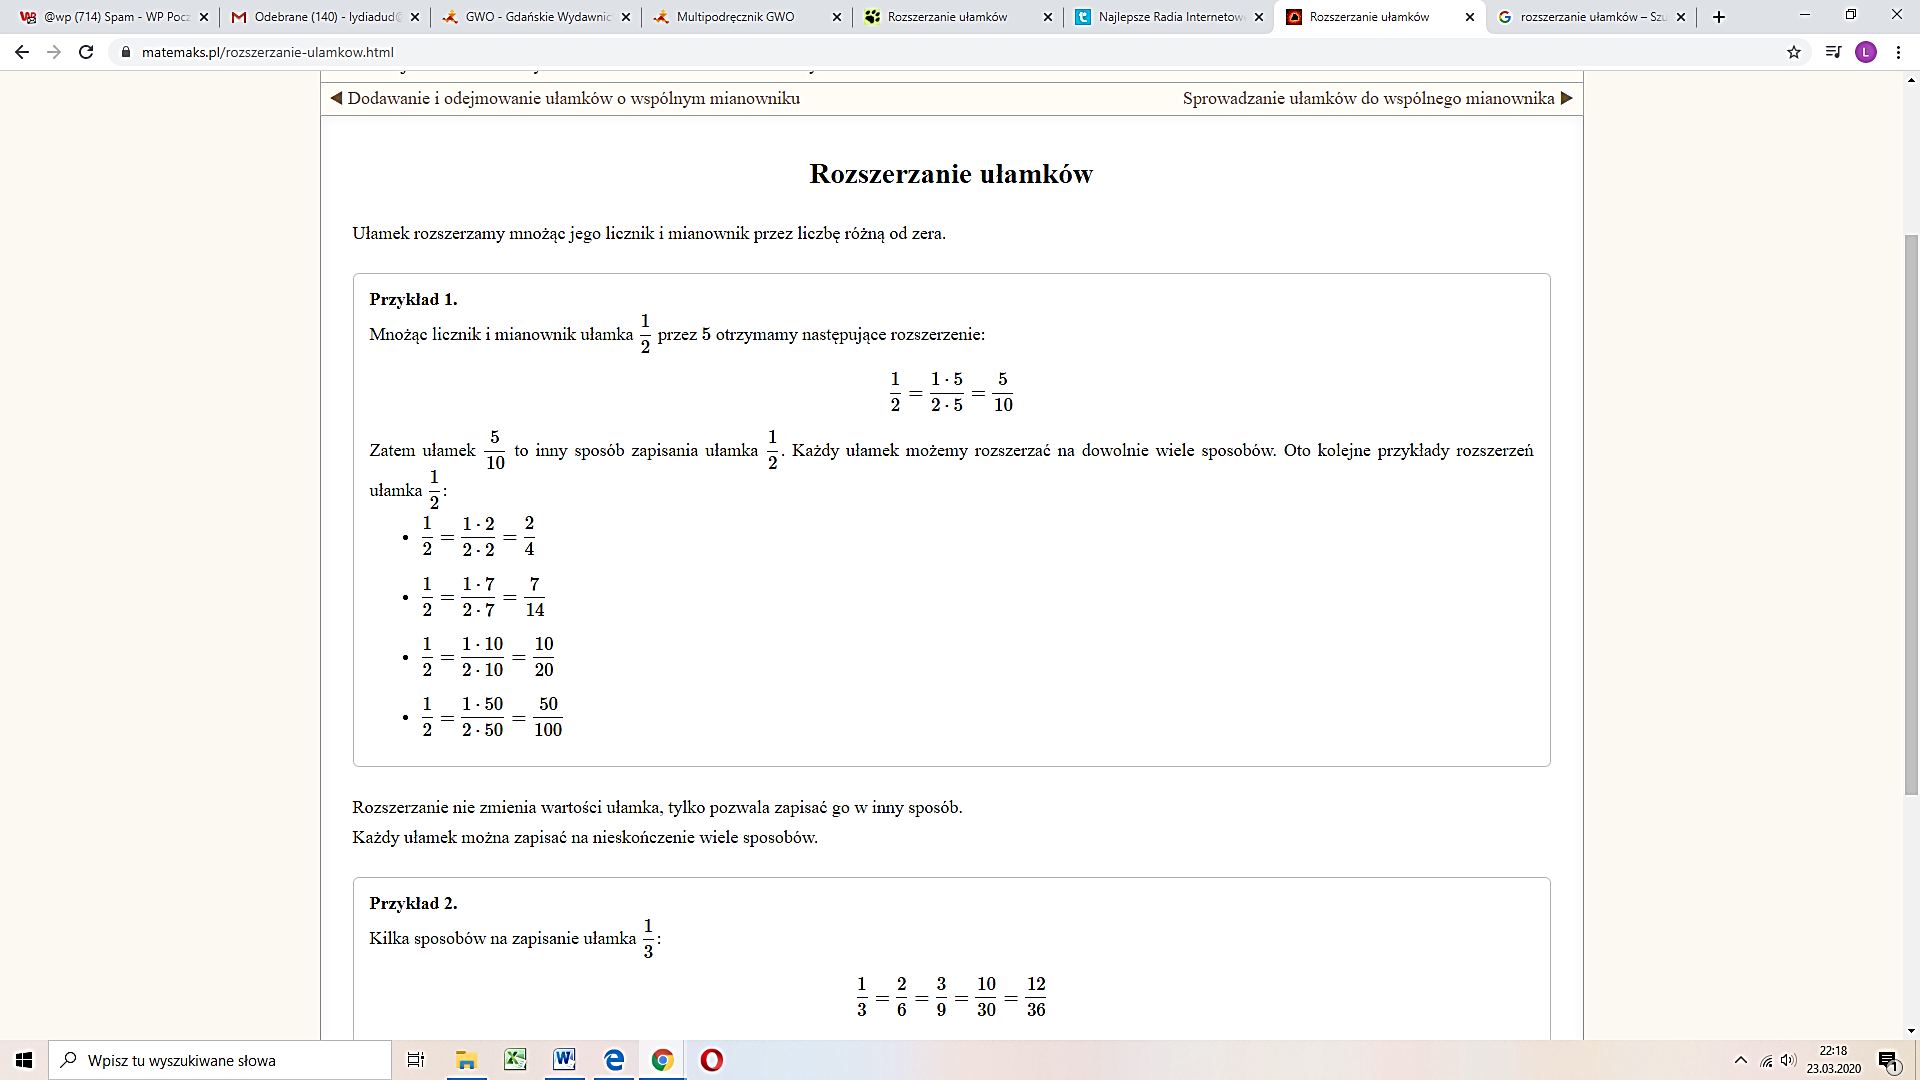 @wp (714) Spam - WP Pocz
Odebrane (140) - lydiadud@
GWO - Gdańskie Wydawnic
Multipodręcznik GWO
Rozszerzanie ułamków
Najlepsze Radia Internetow
Rozszerzanie ułamków
rozszerzanie ułamków – Szu
matemaks.pl/rozszerzanie-ulamkow.html
L
◀ Dodawanie i odejmowanie ułamków o wspólnym mianowniku
Sprowadzanie ułamków do wspólnego mianownika ▶
Rozszerzanie ułamków
Ułamek rozszerzamy mnożąc jego licznik i mianownik przez liczbę różną od zera.
Przykład 1.
Mnożąc licznik i mianownik ułamka 1/2 przez 5 otrzymamy następujące rozszerzenie:
1/2 = 1·5/2·5 = 5/10
Zatem ułamek 5/10 to inny sposób zapisania ułamka 1/2. Każdy ułamek możemy rozszerzać na dowolnie wiele sposobów. Oto kolejne przykłady rozszerzeń
ułamka 1/2:
• 1/2 = 1·2/2·2 = 2/4
• 1/2 = 1·7/2·7 = 7/14
• 1/2 = 1·10/2·10 = 10/20
• 1/2 = 1·50/2·50 = 50/100
Rozszerzanie nie zmienia wartości ułamka, tylko pozwala zapisać go w inny sposób.
Każdy ułamek można zapisać na nieskończenie wiele sposobów.
Przykład 2.
Kilka sposobów na zapisanie ułamka 1/3:
1/3 = 2/6 = 3/9 = 10/30 = 12/36
Wpisz tu wyszukiwane słowa
22:18
23.03.2020
1